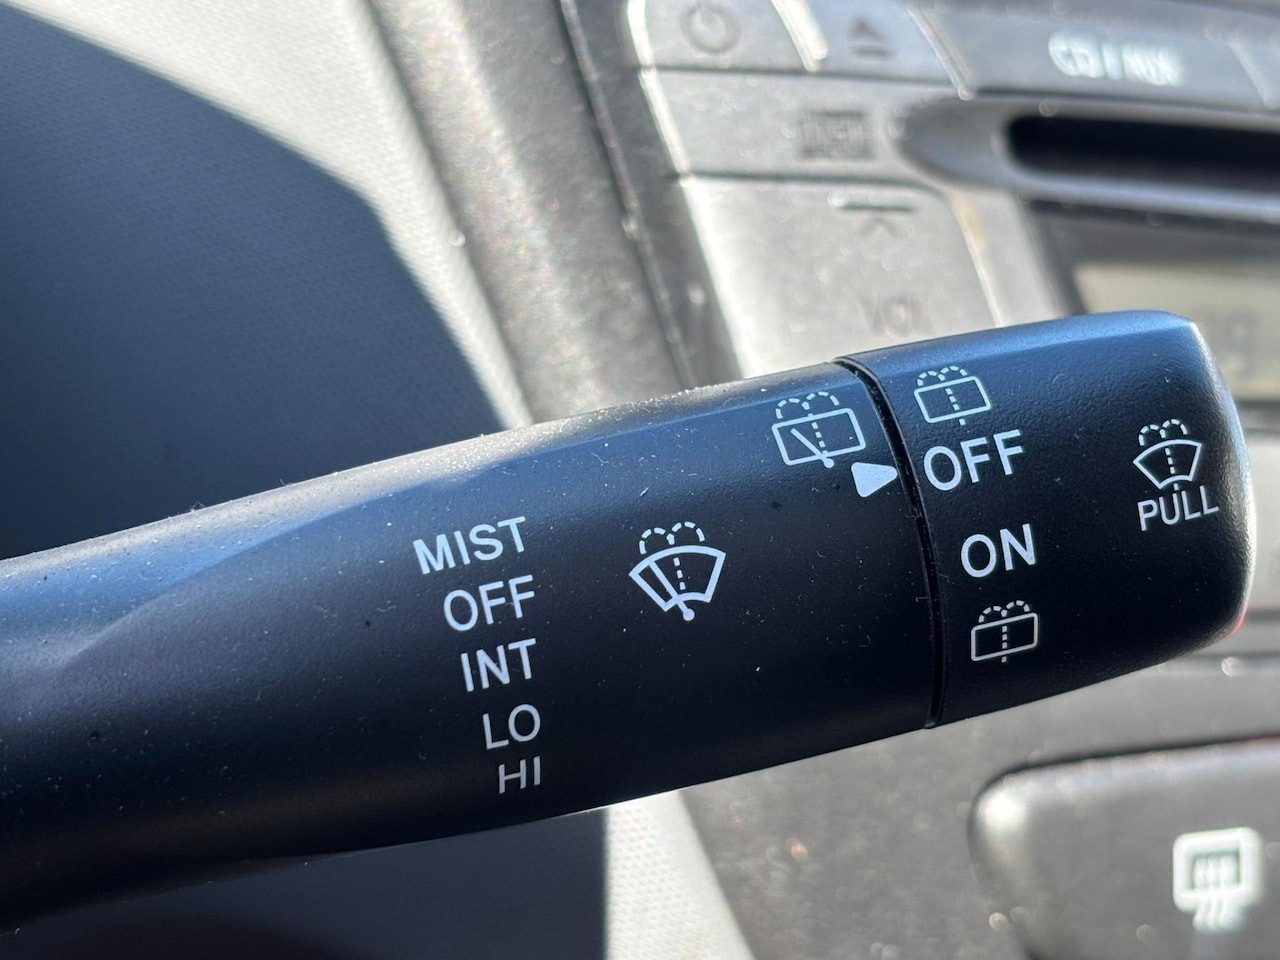 CD/AUX
VOL
OFF
PULL
ON
MIST
OFF
INT
LO
HI